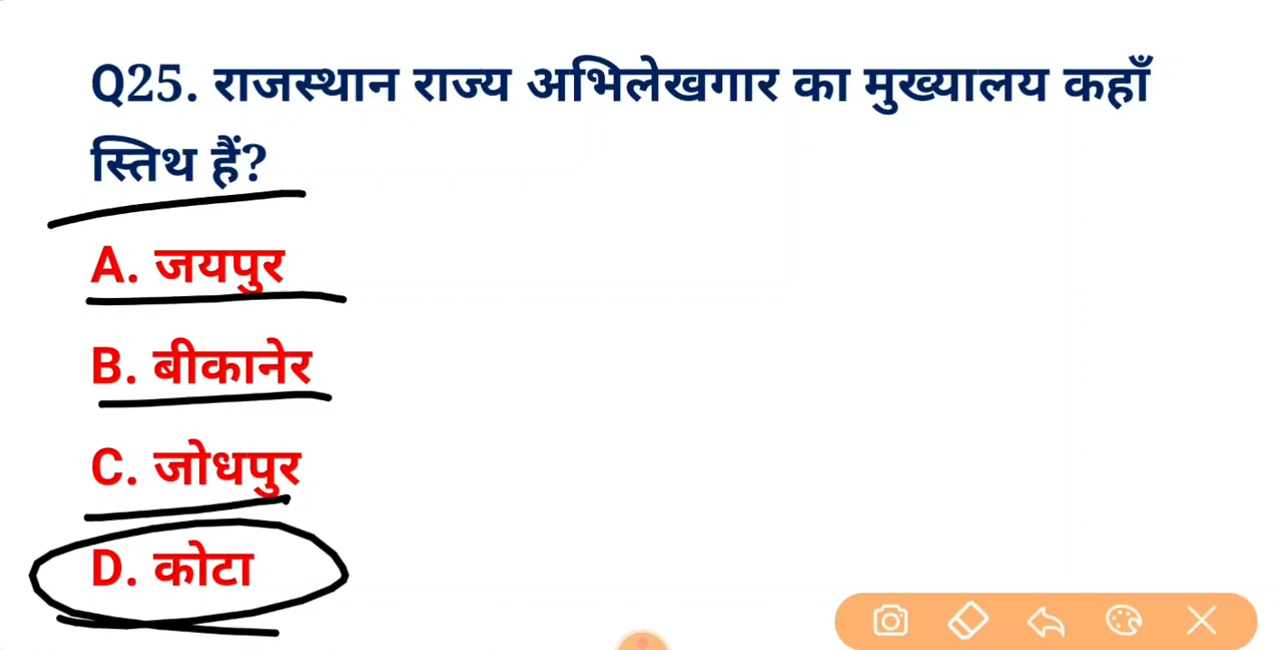 Q25. राजस्थान राज्य अभिलेखगार का मुख्यालय कहाँ
स्तिथ हैं?
A. जयपुर
B. बीकानेर
C. जोधपुर
D. कोटा